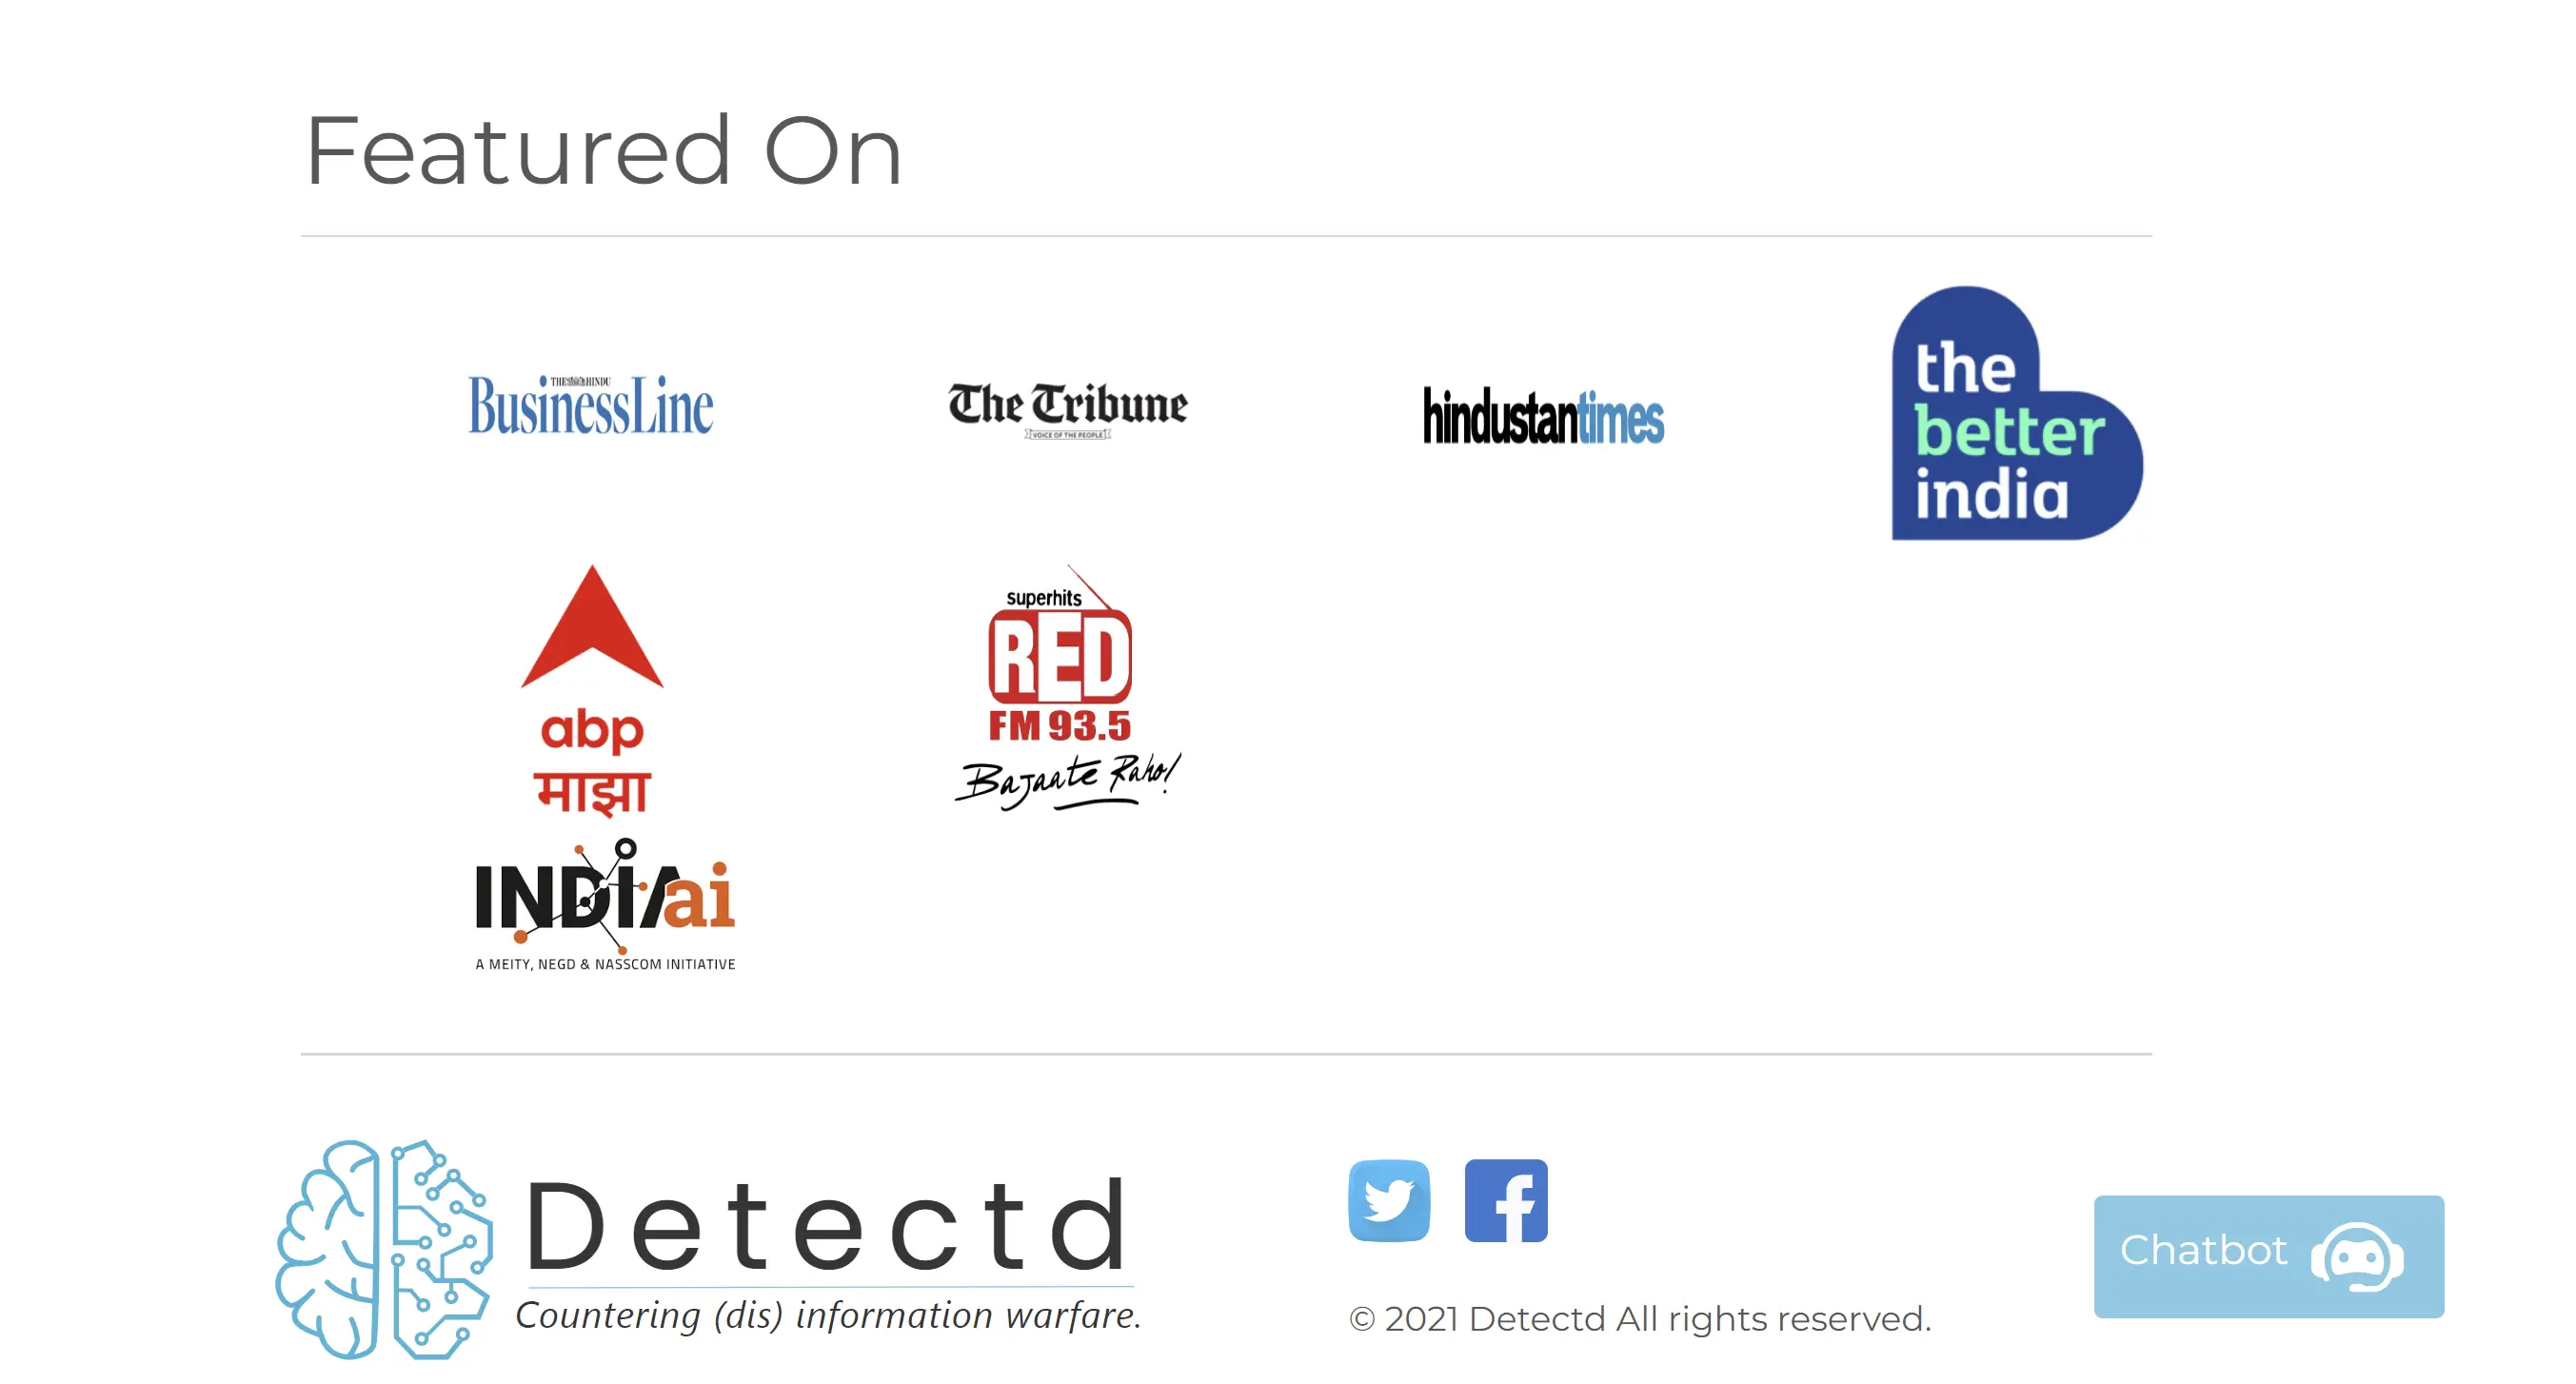 Featured On
THE HINDU
BusinessLine
The Tribune
VOICE OF THE PEOPLE
hindustantimes
the
better
india
abp
माझा
superhits
RED
FM 93.5
Bajaate Raho!
INDIAai
A MEITY, NEGD & NASSCOM INITIATIVE
Detectd
Countering (dis) information warfare.
© 2021 Detectd All rights reserved.
Chatbot